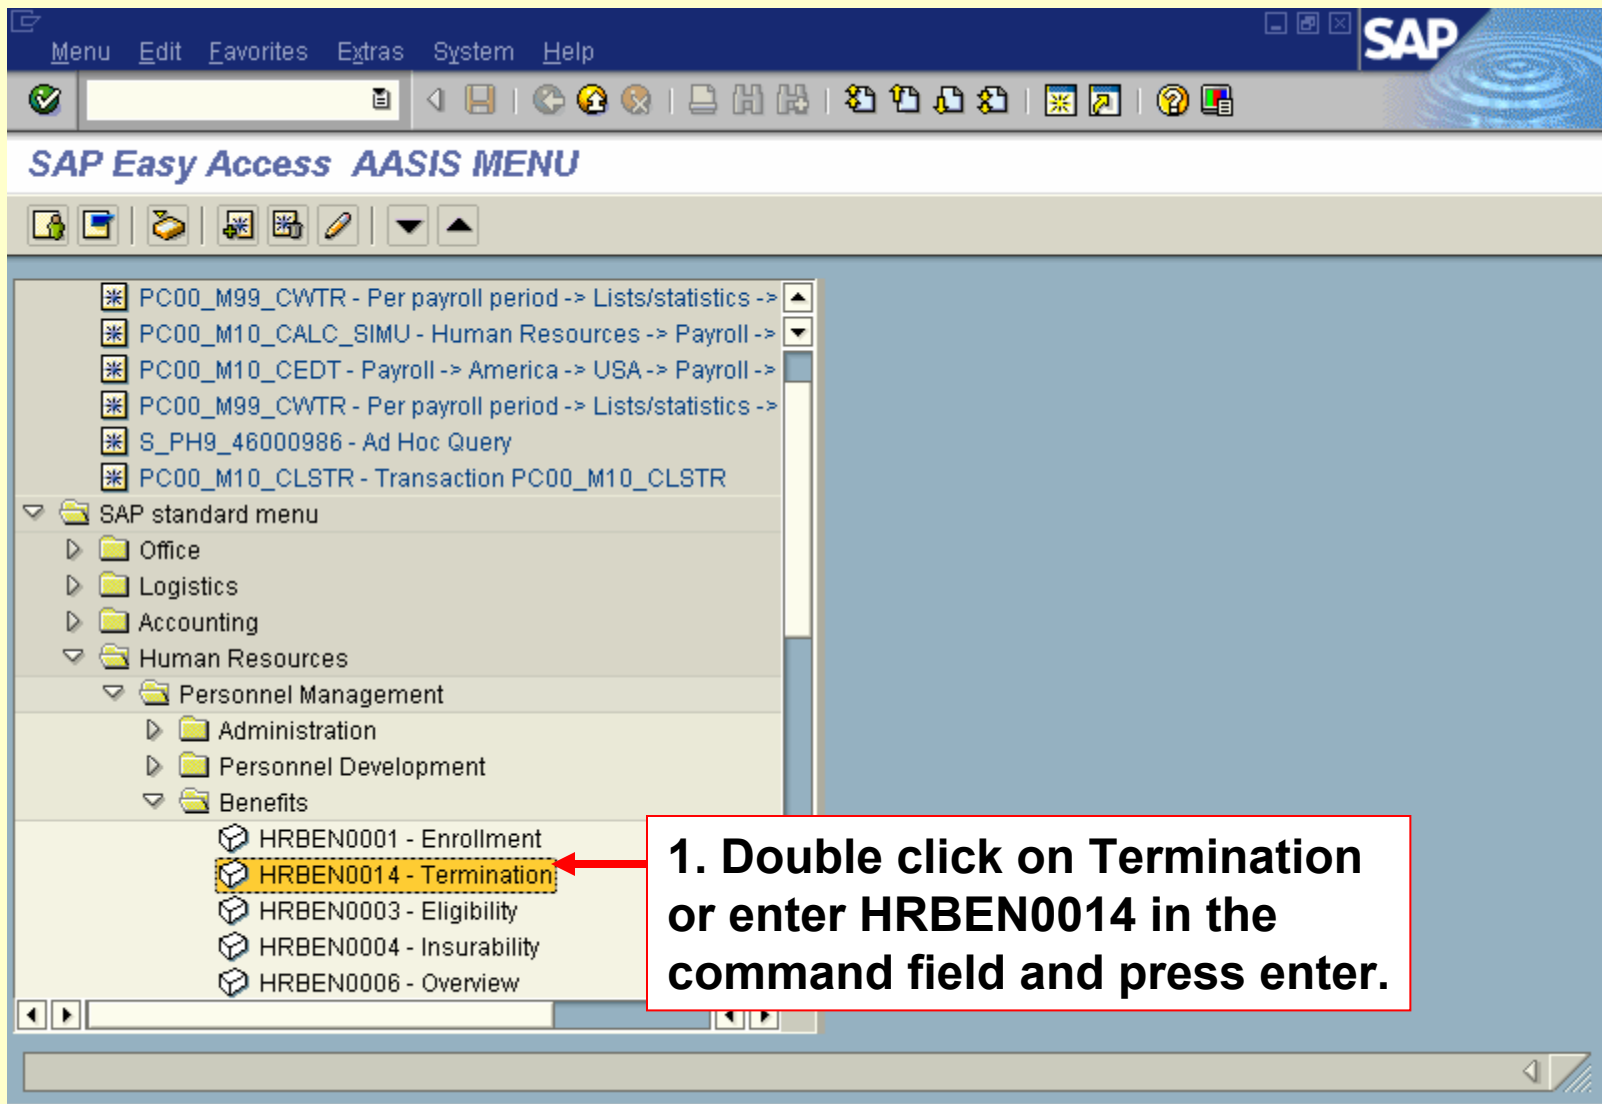 Menu Edit Favorites Extras System Help
SAP
SAP Easy Access AASIS MENU
PC00_M99_CWTR - Per payroll period -> Lists/statistics ->
PC00_M10_CALC_SIMU - Human Resources -> Payroll ->
PC00_M10_CEDT - Payroll -> America -> USA -> Payroll ->
PC00_M99_CWTR - Per payroll period -> Lists/statistics ->
S_PH9_46000986 - Ad Hoc Query
PC00_M10_CLSTR - Transaction PC00_M10_CLSTR
SAP standard menu
Office
Logistics
Accounting
Human Resources
Personnel Management
Administration
Personnel Development
Benefits
HRBEN0001 - Enrollment
HRBEN0014 - Termination
HRBEN0003 - Eligibility
HRBEN0004 - Insurability
HRBEN0006 - Overview
1. Double click on Termination
or enter HRBEN0014 in the
command field and press enter.